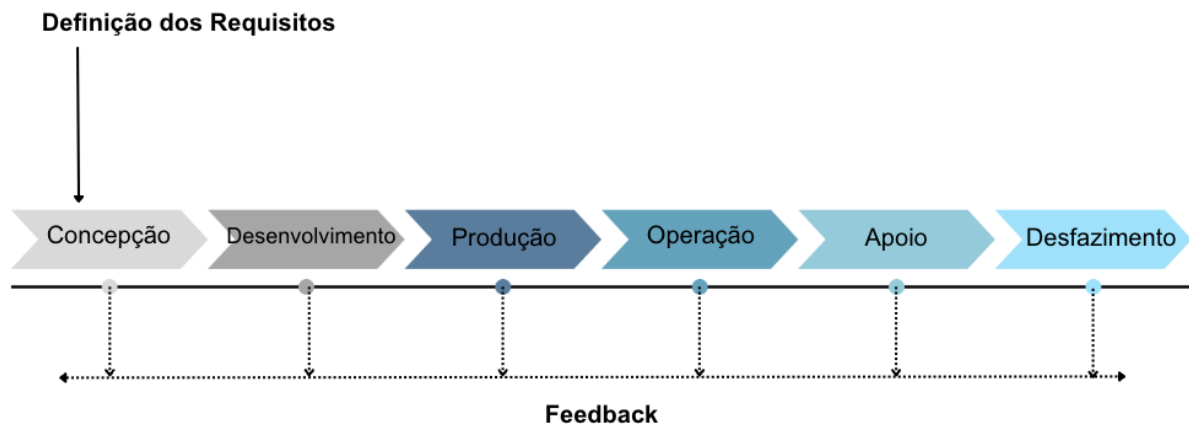 Definição dos Requisitos
Concepção
Desenvolvimento
Produção
Operação
Apoio
Desfazimento
Feedback